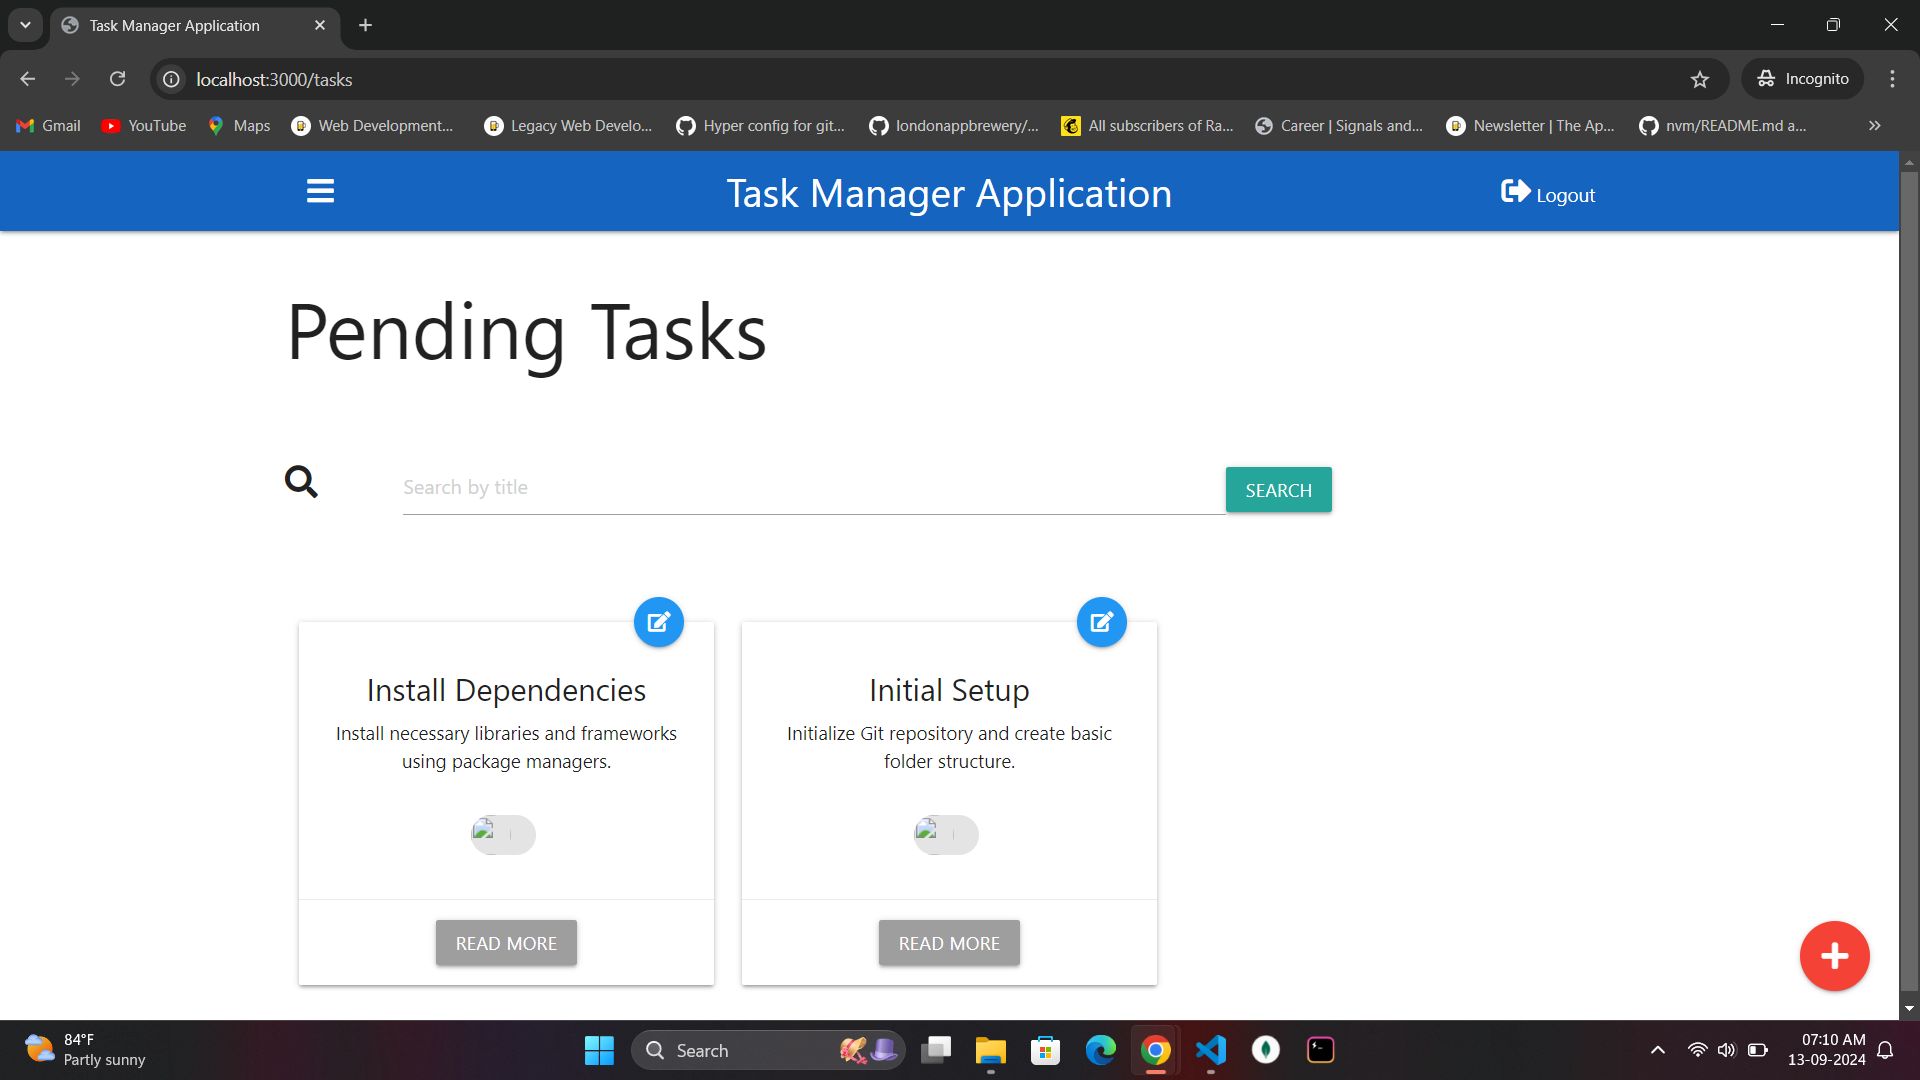 Task Manager Application
localhost:3000/tasks
Incognito
Gmail
YouTube
Maps
Web Development...
Legacy Web Develo...
Hyper config for git...
londonappbrewery/...
All subscribers of Ra...
Career | Signals and...
Newsletter | The Ap...
nvm/README.md a...
Task Manager Application
Logout
Pending Tasks
Search by title
SEARCH
Install Dependencies
Install necessary libraries and frameworks
using package managers.
READ MORE
Initial Setup
Initialize Git repository and create basic
folder structure.
READ MORE
84°F
Partly sunny
Search
07:10 AM
13-09-2024